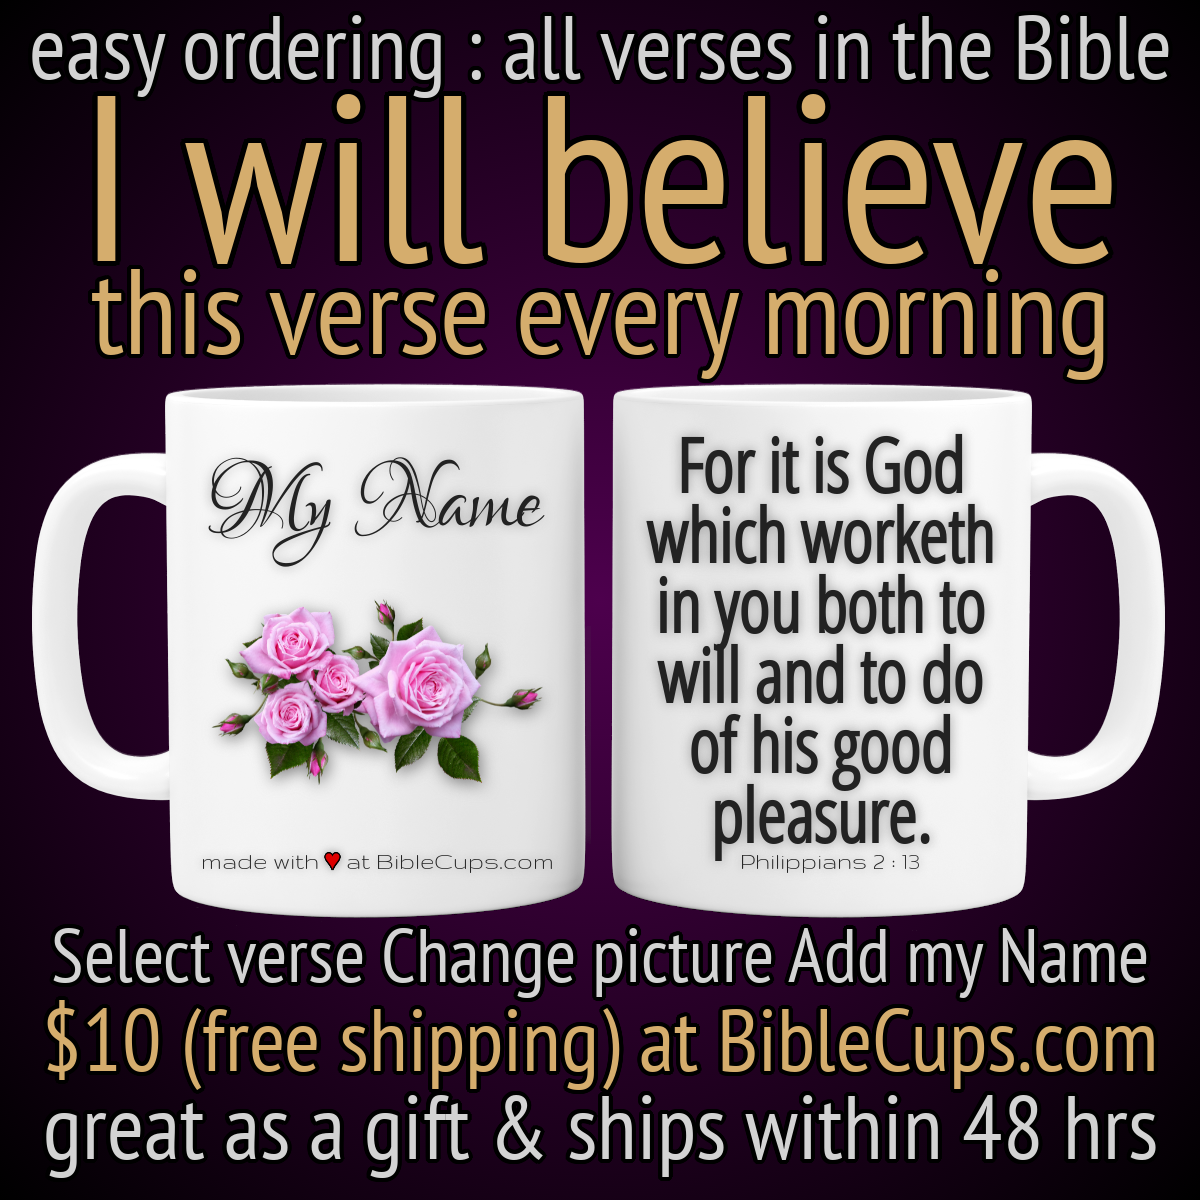 easy ordering : all verses in the Bible
I will believe
this verse every morning
My Name
made with ❤ at BibleCups.com
For it is God
which worketh
in you both to
will and to do
of his good
pleasure.
Philippians 2 : 13
Select verse Change picture Add my Name
$10 (free shipping) at BibleCups.com
great as a gift & ships within 48 hrs